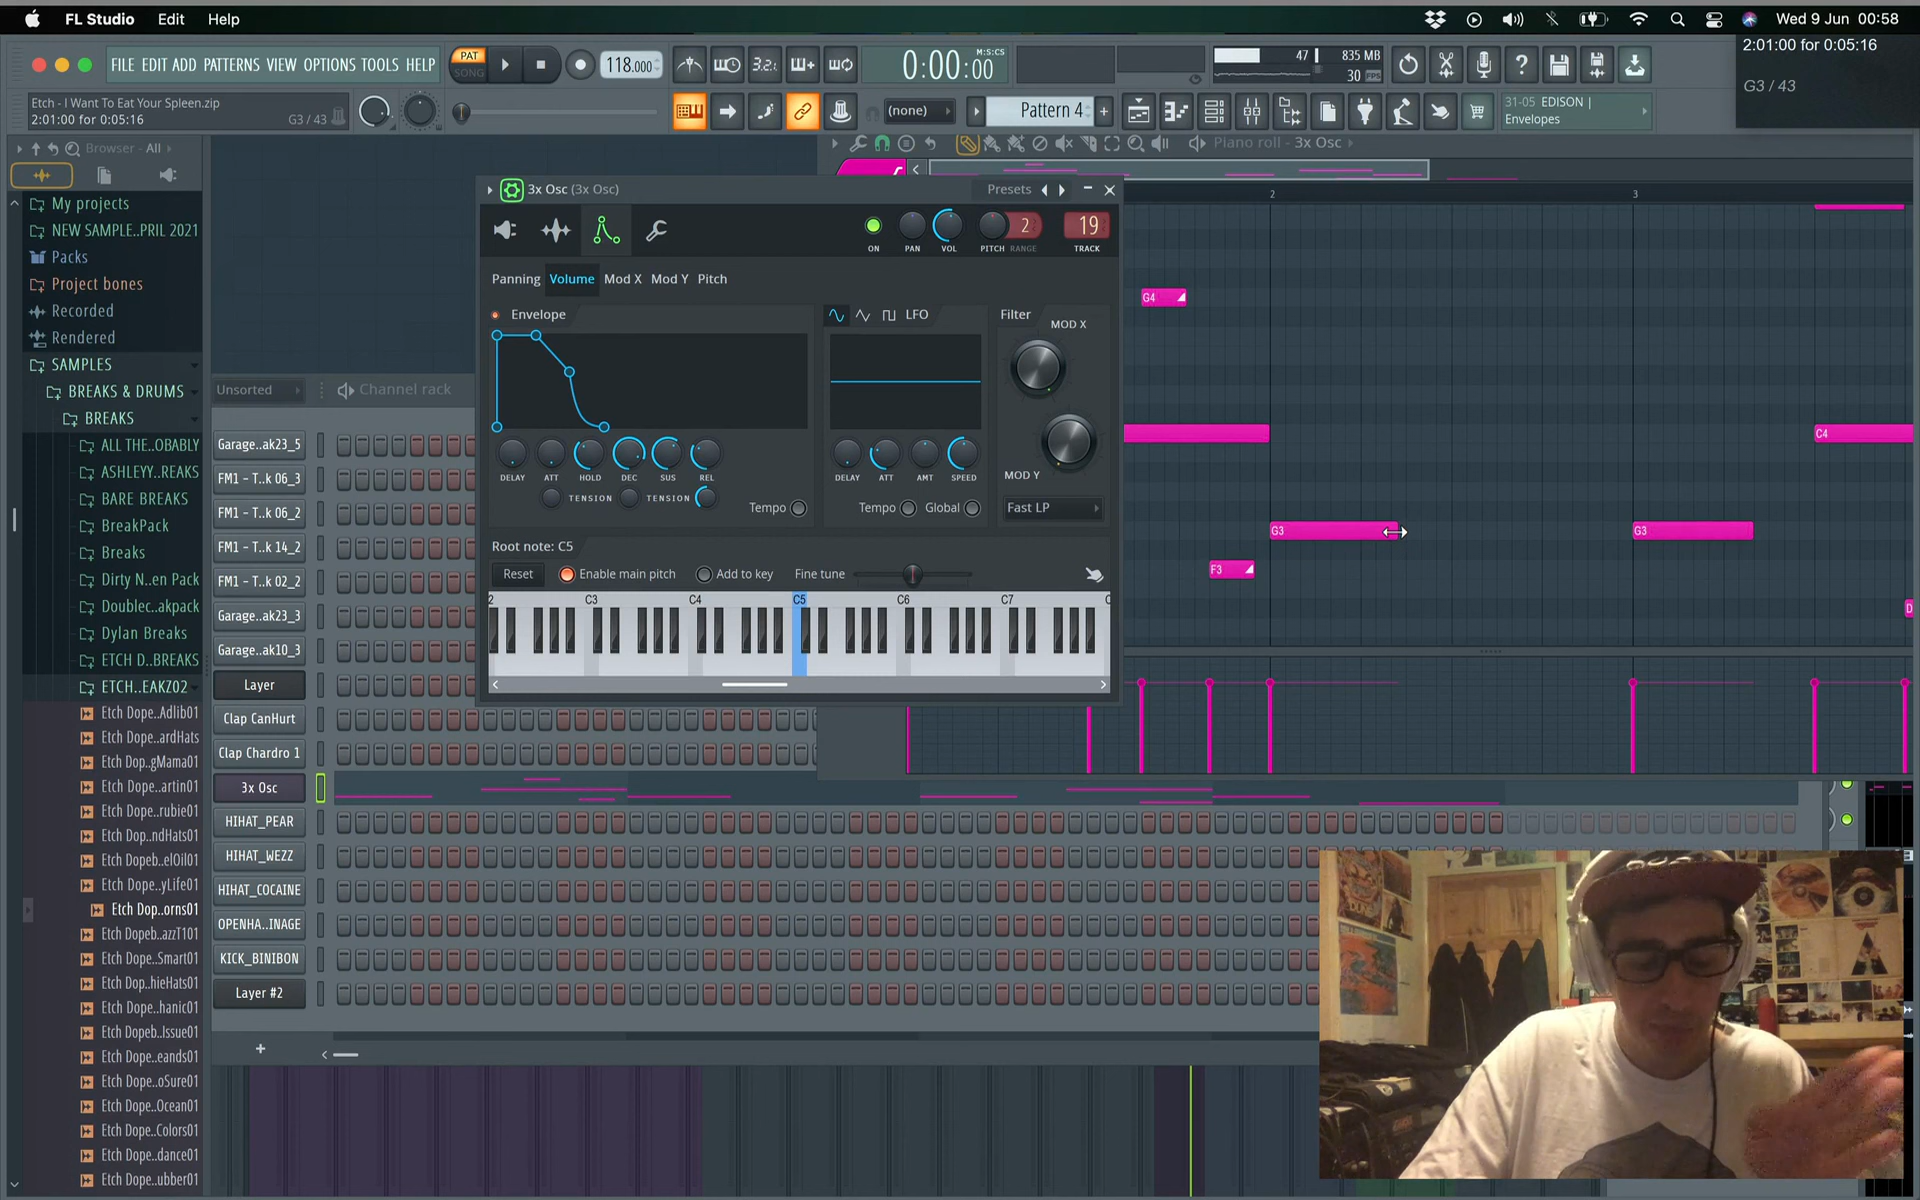 FL Studio Edit Help
Wed 9 Jun 00:58
FILE EDIT ADD PATTERNS VIEW OPTIONS TOOLS HELP
PAT
SONG
118.000
3.2.
0:00:00
M:S:CS
47
835 MB
30 FPS
2:01:00 for 0:05:16
G3 / 43
Etch - I Want To Eat Your Spleen.zip
2:01:00 for 0:05:16
G3 / 43
(none)
Pattern 4
+
31-05 EDISON |
Envelopes
Browser - All
Piano roll - 3x Osc
My projects
NEW SAMPLE..PRIL 2021
Packs
Project bones
Recorded
Rendered
SAMPLES
BREAKS & DRUMS
BREAKS
ALL THE..OBABLY
ASHLEYY..REAKS
BARE BREAKS
BreakPack
Breaks
Dirty N..en Pack
Doublec..akpack
Dylan Breaks
ETCH D..BREAKS
ETCH..EAKZ02
Etch Dope..Adlib01
Etch Dope..ardHats
Etch Dop..gMama01
Etch Dope..artin01
Etch Dope..rubie01
Etch Dop..ndHats01
Etch Dopeb..elOil01
Etch Dope..yLife01
Etch Dop..orns01
Etch Dopeb..azzT101
Etch Dope..Smart01
Etch Dop..hieHats01
Etch Dope..hanic01
Etch Dopeb..Issue01
Etch Dope..eands01
Etch Dope..oSure01
Etch Dope..Ocean01
Etch Dop..Colors01
Etch Dope..dance01
Etch Dope..ubber01
Unsorted
Channel rack
Garage..ak23_5
FM1 - T..k 06_3
FM1 - T..k 06_2
FM1 - T..k 14_2
FM1 - T..k 02_2
Garage..ak23_3
Garage..ak10_3
Layer
Clap CanHurt
Clap Chardro 1
3x Osc
HIHAT_PEAR
HIHAT_WEZZ
HIHAT_COCAINE
OPENHA..INAGE
KICK_BINIBON
Layer #2
+
3x Osc (3x Osc)
Presets
2
19
ON PAN VOL PITCH RANGE TRACK
Panning Volume Mod X Mod Y Pitch
Envelope
LFO
Filter
MOD X
DELAY ATT HOLD DEC SUS REL
TENSION TENSION
Tempo
DELAY ATT AMT SPEED
Tempo Global
MOD Y
Fast LP
Root note: C5
Reset
Enable main pitch
Add to key
Fine tune
2 C3 C4 C5 C6 C7 C
2 3
G4
C4
G3
G3
F3
D